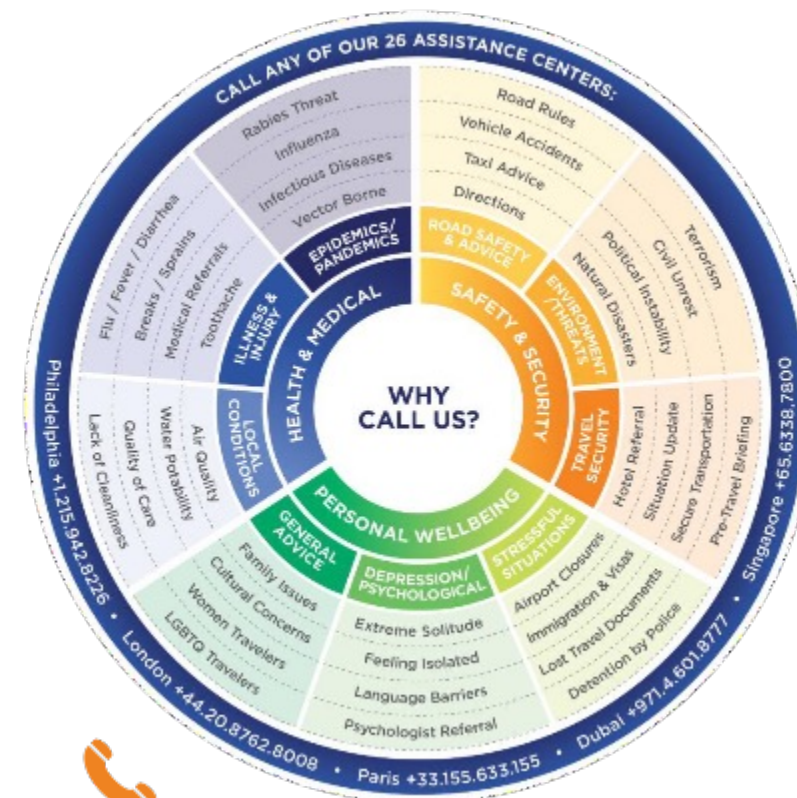 CALL ANY OF OUR 26 ASSISTANCE CENTERS:
WHY
CALL US?
HEALTH & MEDICAL
EPIDEMICS/
PANDEMICS
Rabies Threat
Influenza
Infectious Diseases
Vector Borne
ILLNESS &
INJURY
Flu / Fever / Diarrhea
Breaks / Sprains
Medical Referrals
Toothache
LOCAL
CONDITIONS
Lack of Cleanliness
Quality of Care
Water Potability
Air Quality
SAFETY & SECURITY
ROAD SAFETY
& ADVICE
Road Rules
Vehicle Accidents
Taxi Advice
Directions
ENVIRONMENT
/THREATS
Terrorism
Civil Unrest
Political Instability
Natural Disasters
TRAVEL
SECURITY
Hotel Referral
Situation Update
Secure Transportation
Pre-Travel Briefing
PERSONAL WELLBEING
GENERAL
ADVICE
Family Issues
Cultural Concerns
Women Travelers
LGBTQ Travelers
DEPRESSION/
PSYCHOLOGICAL
Extreme Solitude
Feeling Isolated
Language Barriers
Psychologist Referral
STRESSFUL
SITUATIONS
Airport Closures
Immigration & Visas
Lost Travel Documents
Detention by Police
Philadelphia +1.215.942.8226 • London +44.20.8762.8008 • Paris +33.155.633.155 • Dubai +971.4.601.8777 • Singapore +65.6338.7800